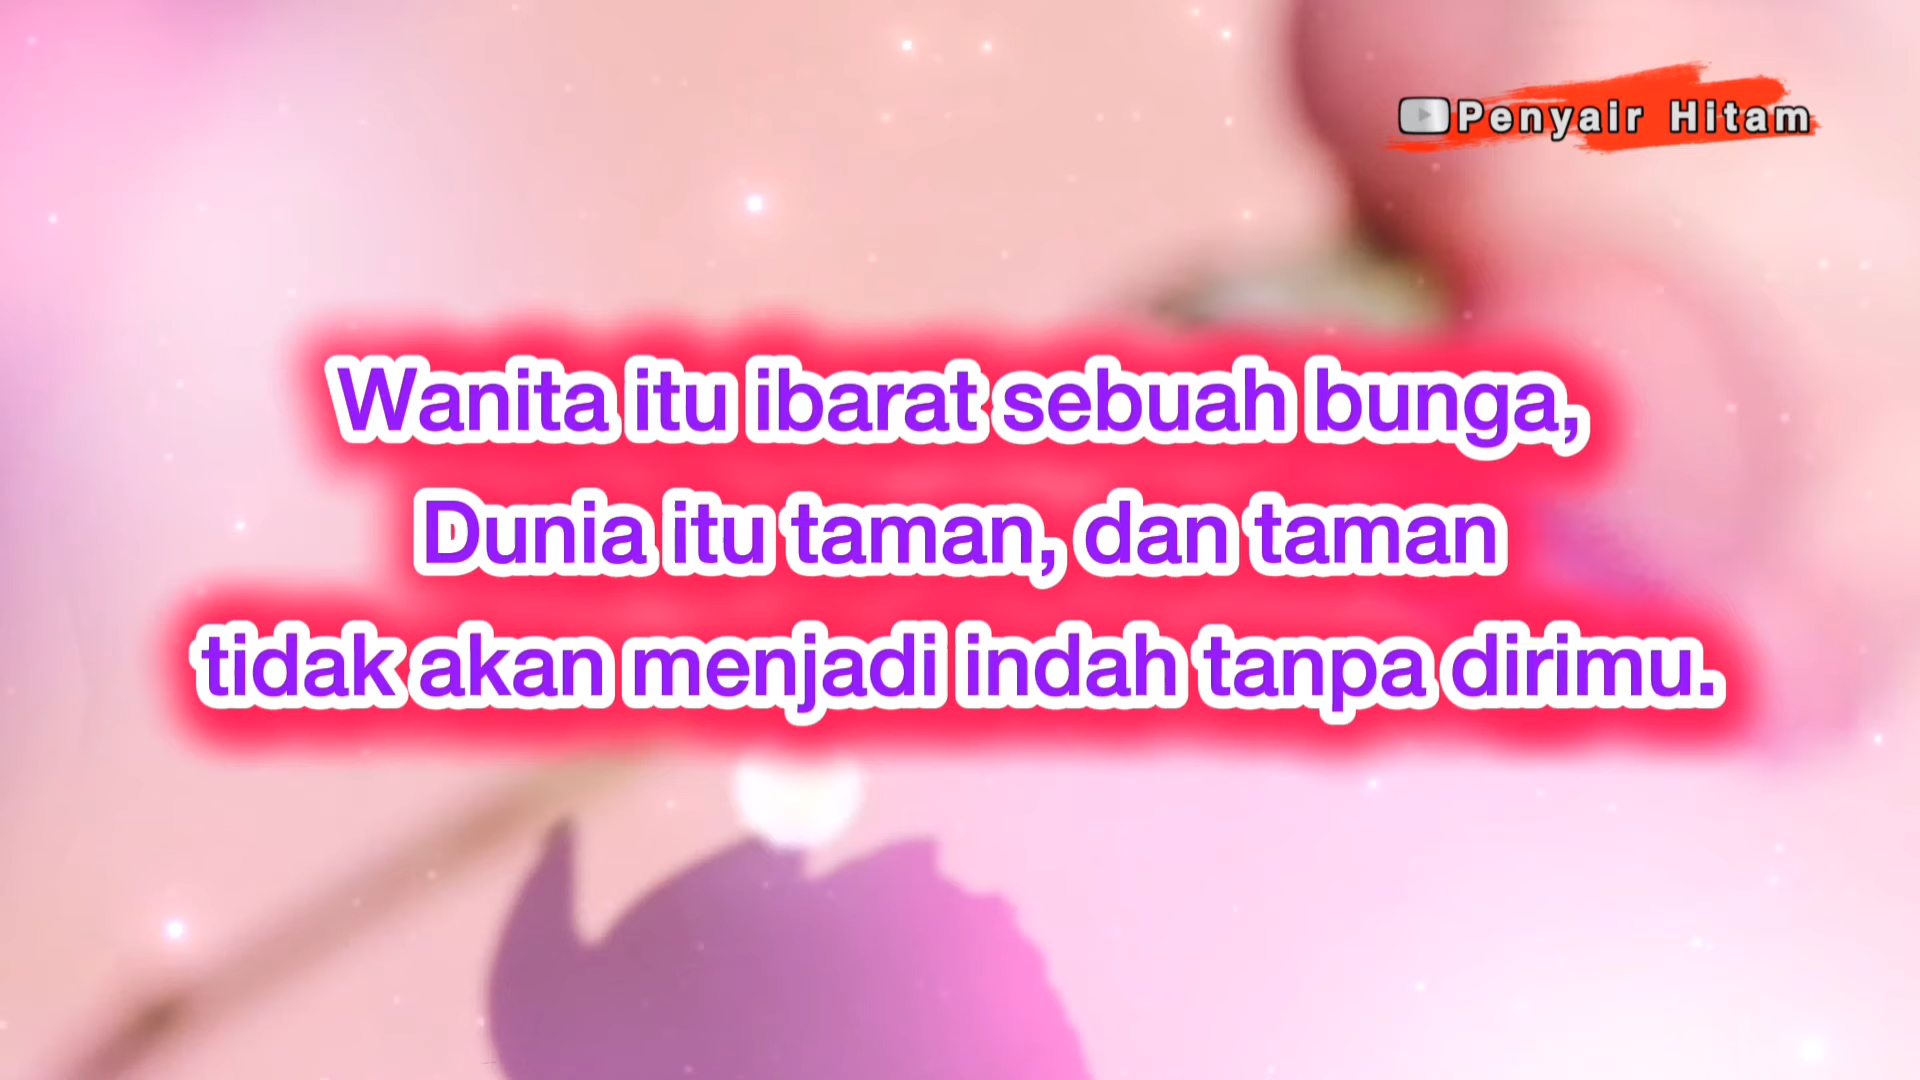 Penyair Hitam
Wanita itu ibarat sebuah bunga,
Dunia itu taman, dan taman
tidak akan menjadi indah tanpa dirimu.